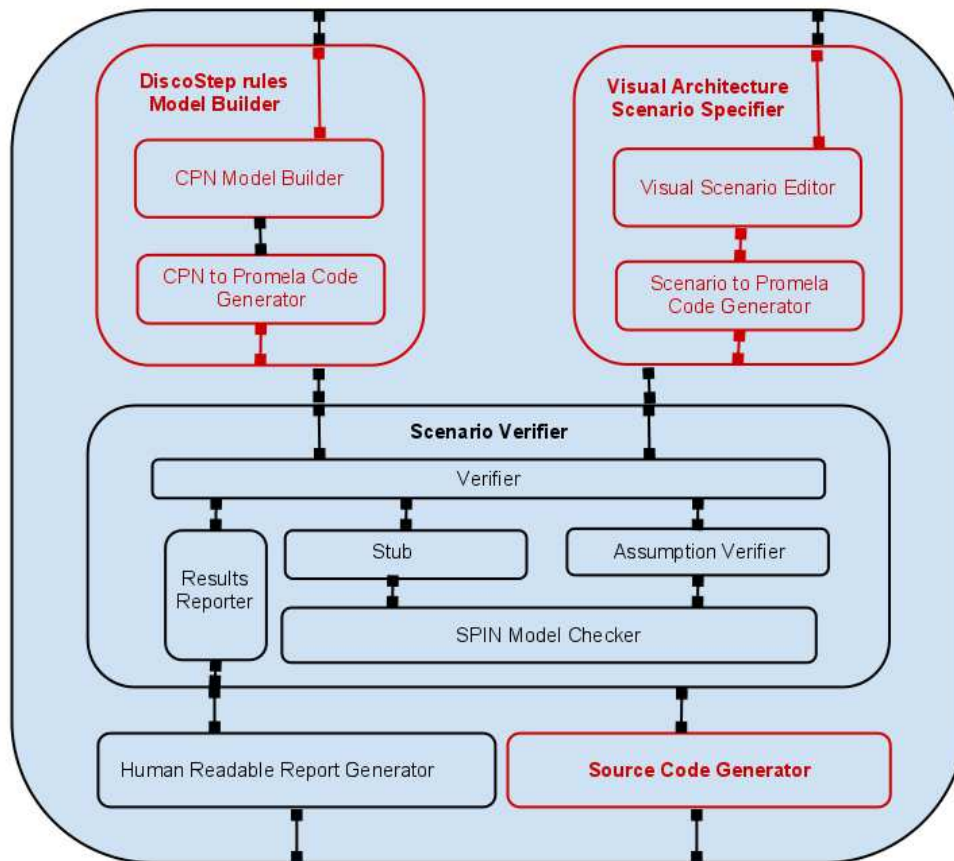 DiscoStep rules
Model Builder
CPN Model Builder
CPN to Promela Code
Generator
Visual Architecture
Scenario Specifier
Visual Scenario Editor
Scenario to Promela
Code Generator
Scenario Verifier
Verifier
Results
Reporter
Stub
Assumption Verifier
SPIN Model Checker
Human Readable Report Generator
Source Code Generator